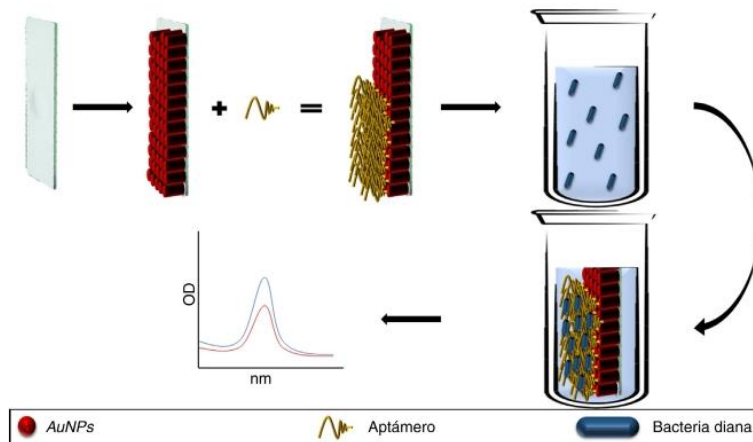 +
=
OD
nm
AuNPs
Aptámero
Bacteria diana